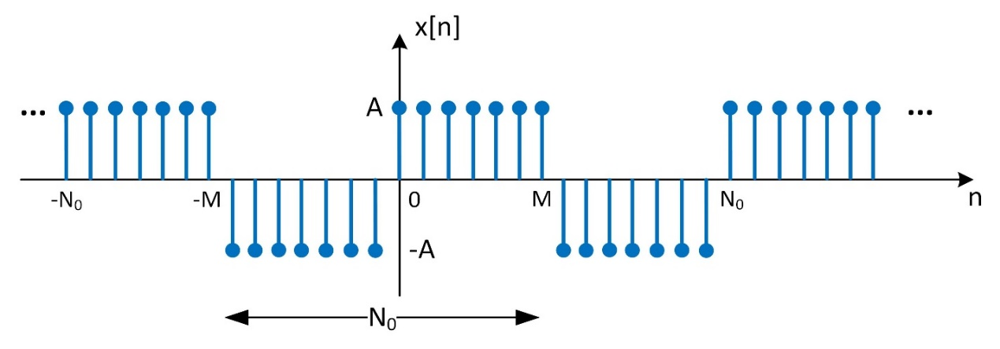 x[n]
... A ...
-N₀ -M 0 M N₀ n
-A
N₀